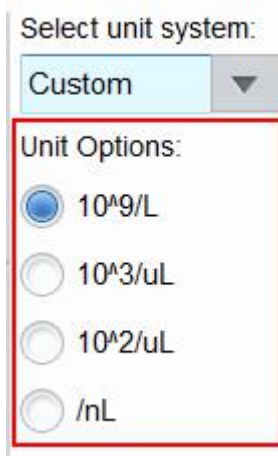 Select unit system:
Custom
Unit Options:
10^9/L
10^3/uL
10^2/uL
/nL